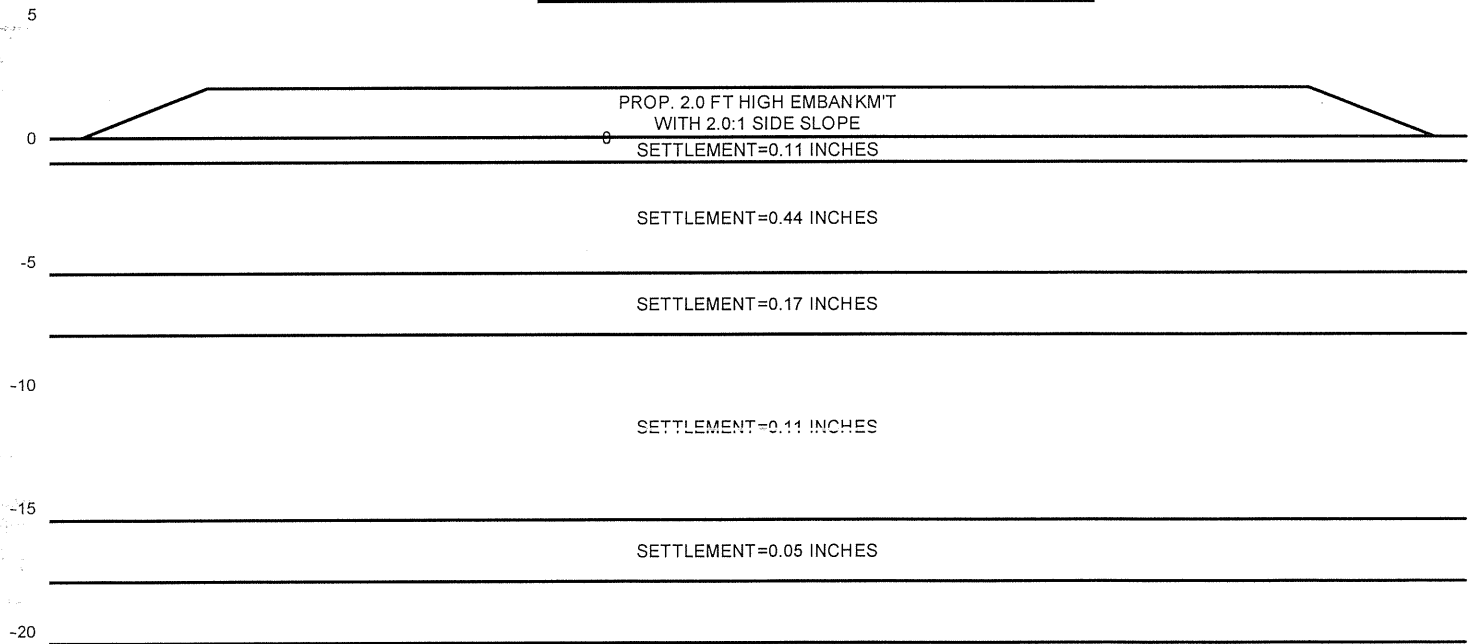 5
PROP. 2.0 FT HIGH EMBANKM'T
WITH 2.0:1 SIDE SLOPE
0
0
SETTLEMENT=0.11 INCHES
SETTLEMENT=0.44 INCHES
-5
SETTLEMENT=0.17 INCHES
-10
SETTLEMENT=0.11 INCHES
-15
SETTLEMENT=0.05 INCHES
-20